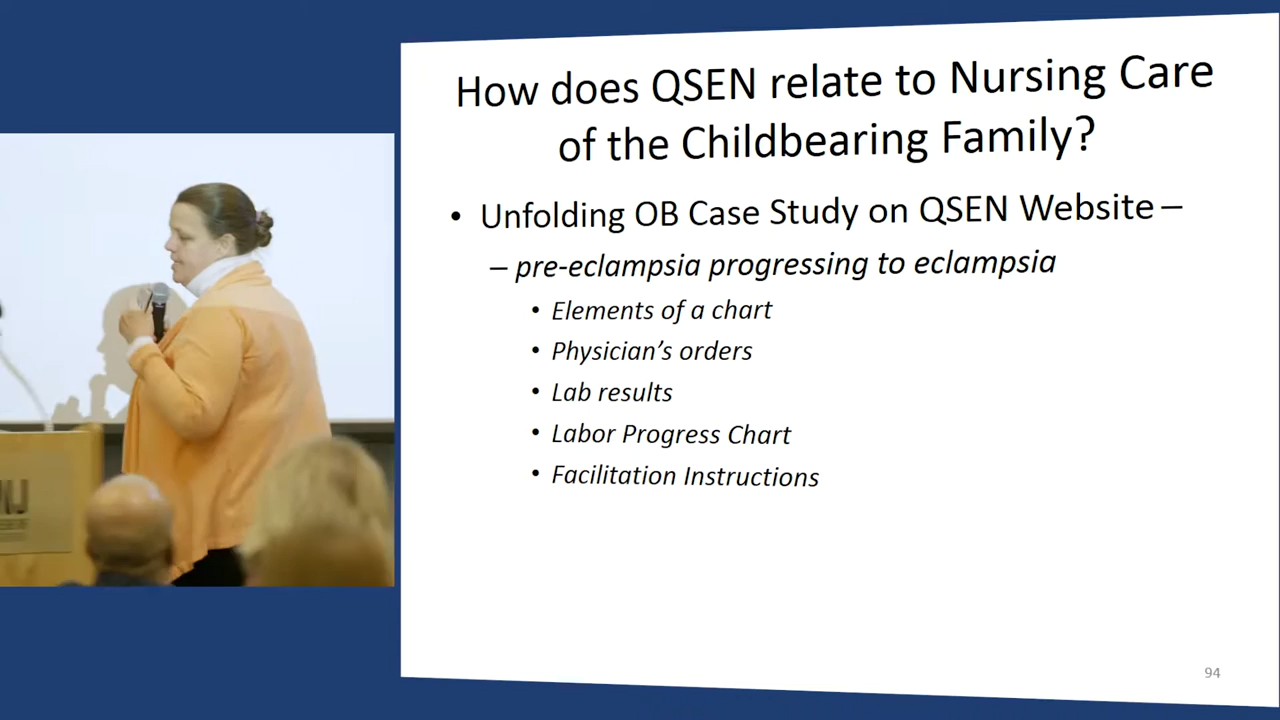 How does QSEN relate to Nursing Care
of the Childbearing Family?
• Unfolding OB Case Study on QSEN Website –
– pre-eclampsia progressing to eclampsia
• Elements of a chart
• Physician's orders
• Lab results
• Labor Progress Chart
• Facilitation Instructions
94